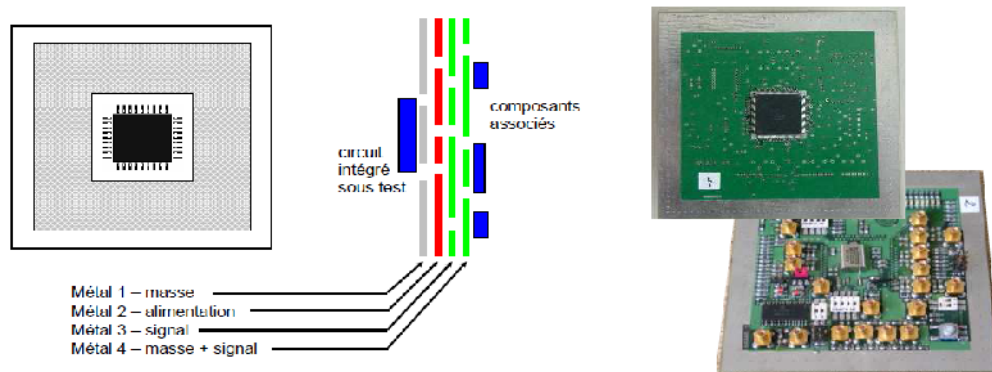 circuit
intégré
sous test
composants
associés
Métal 1 – masse
Métal 2 – alimentation
Métal 3 – signal
Métal 4 – masse + signal